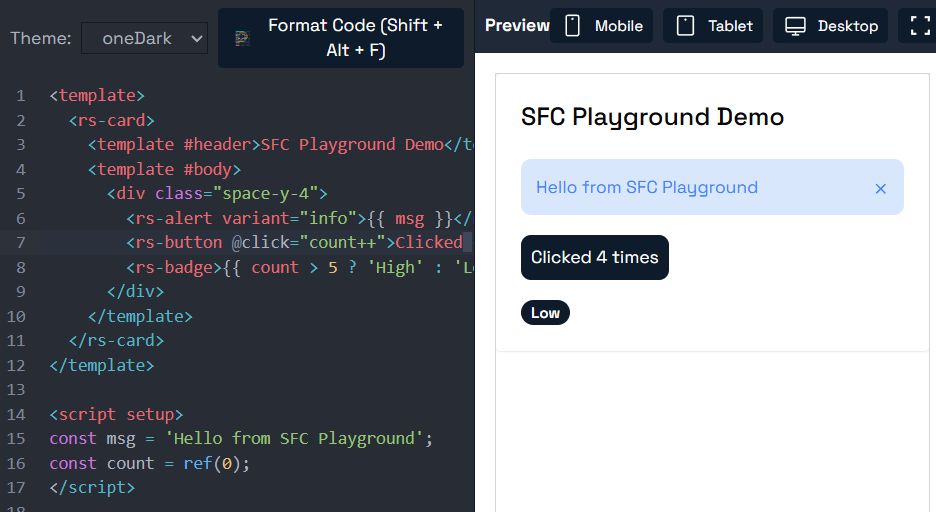 Theme: oneDark
Format Code (Shift + Alt + F)
Preview Mobile Tablet Desktop
1 <template>
2 <rs-card>
3 <template #header>SFC Playground Demo</te
4 <template #body>
5 <div class="space-y-4">
6 <rs-alert variant="info">{{ msg }}</
7 <rs-button @click="count++">Clicked
8 <rs-badge>{{ count > 5 ? 'High' : 'Lo
9 </div>
10 </template>
11 </rs-card>
12 </template>
13
14 <script setup>
15 const msg = 'Hello from SFC Playground';
16 const count = ref(0);
17 </script>
18
SFC Playground Demo
Hello from SFC Playground ×
Clicked 4 times
Low